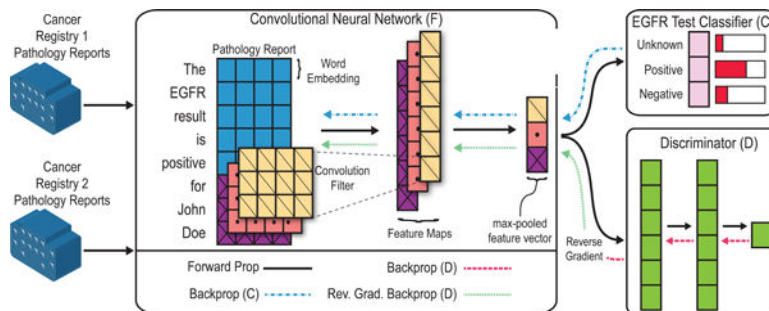 Cancer
Registry 1
Pathology Reports
Cancer
Registry 2
Pathology Reports
Convolutional Neural Network (F)
Pathology Report
The
EGFR
result
is
positive
for
John
Doe
Word
Embedding
Convolution
Filter
Feature Maps
max-pooled
feature vector
EGFR Test Classifier (C
Unknown
Positive
Negative
Discriminator (D)
Reverse
Gradient
Forward Prop
Backprop (D)
Backprop (C)
Rev. Grad. Backprop (D)